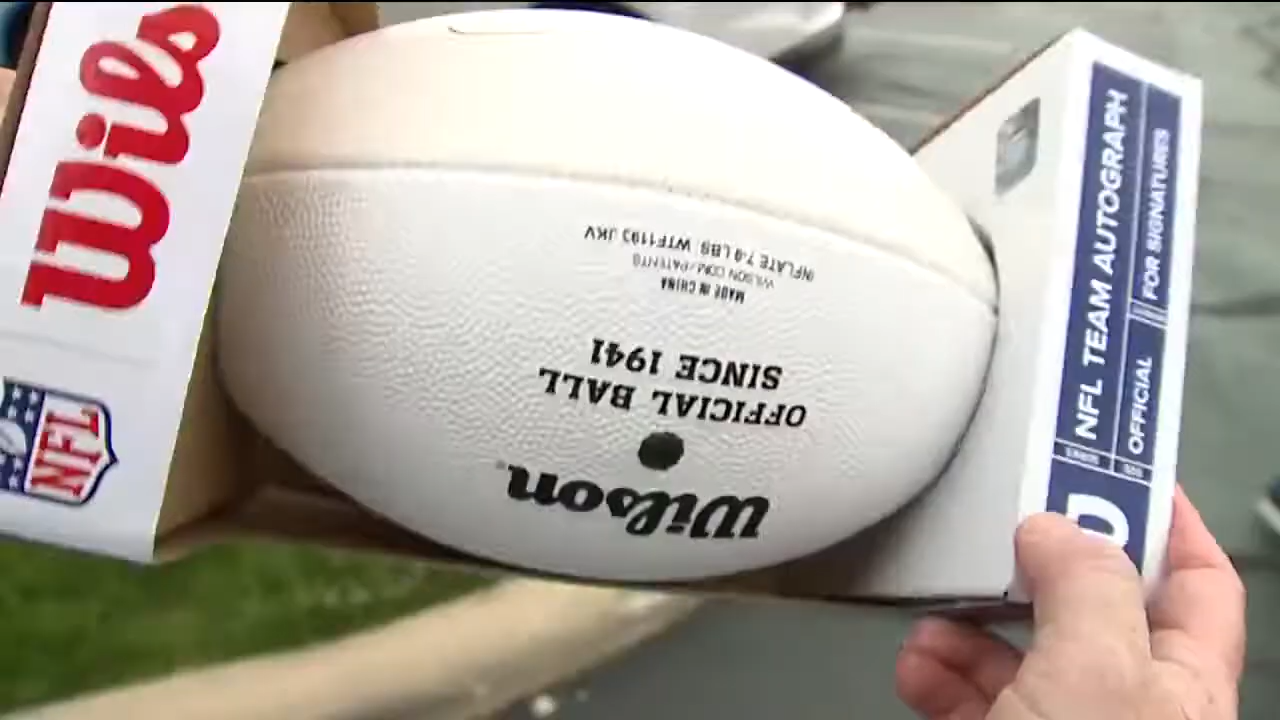 Wilson
NFL
Wilson
OFFICIAL BALL
SINCE 1941
MADE IN CHINA
WILSON.COM/PATENTS
INFLATE 7-9 LBS WTF1193 JKV
NFL TEAM AUTOGRAPH
OFFICIAL
FOR SIGNATURES